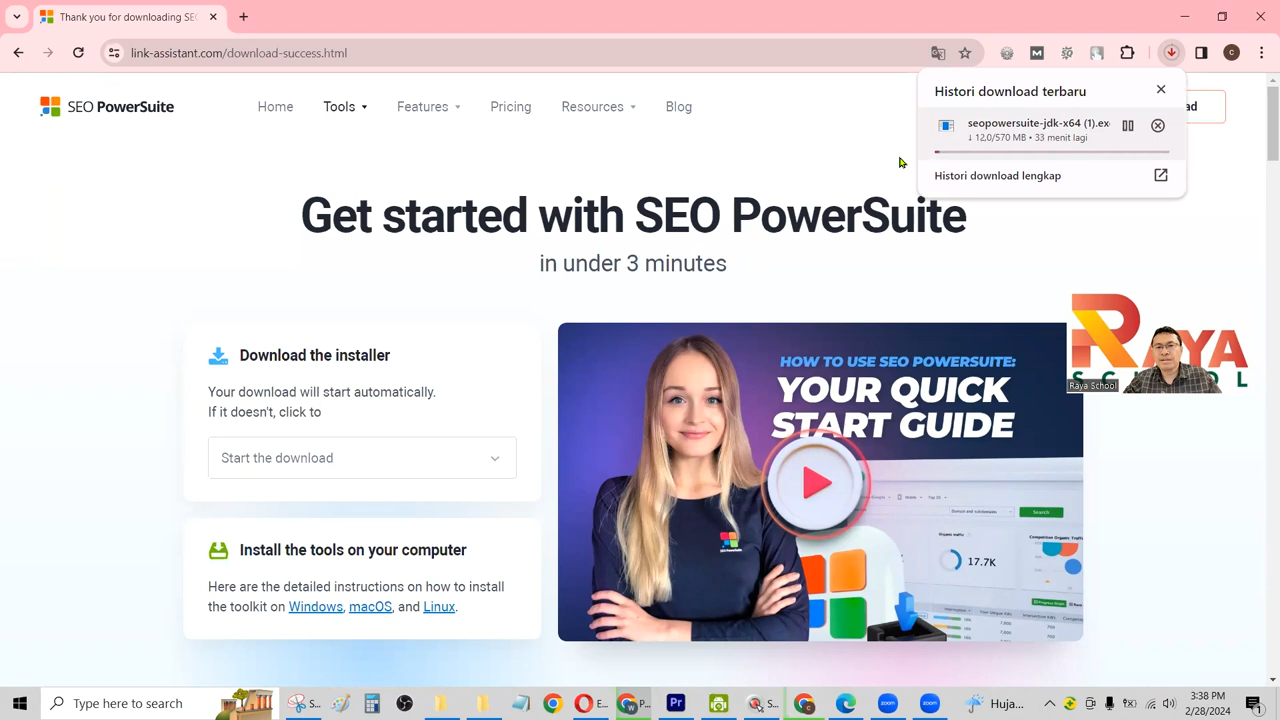 Thank you for downloading SEO
link-assistant.com/download-success.html
SEO PowerSuite
Home
Tools
Features
Pricing
Resources
Blog
Histori download terbaru
seopowersuite-jdk-x64 (1).ex
↓ 12,0/570 MB • 33 menit lagi
Histori download lengkap
Get started with SEO PowerSuite
in under 3 minutes
Download the installer
Your download will start automatically.
If it doesn't, click to
Start the download
Install the tools on your computer
Here are the detailed instructions on how to install
the toolkit on Windows, macOS, and Linux.
HOW TO USE SEO POWERSUITE:
YOUR QUICK
START GUIDE
Search
17.7K
RAYA
Raya School
Type here to search
S...
E...
P...
S...
Huja...
3:38 PM
2/28/2024